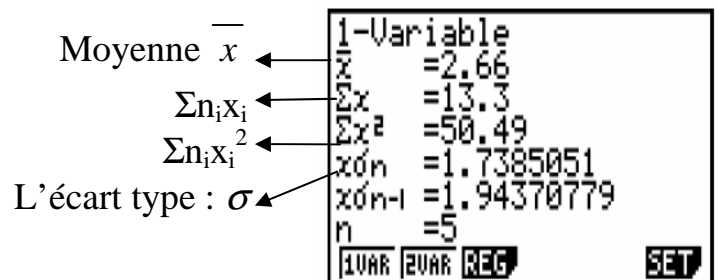 Moyenne x̅
Σnᵢxᵢ
Σnᵢxᵢ²
L'écart type : σ
1-Variable
x̅ =2.66
Σx =13.3
Σx² =50.49
xσn =1.7385051
xσn-1 =1.94370779
n =5
1VAR 2VAR REG SET